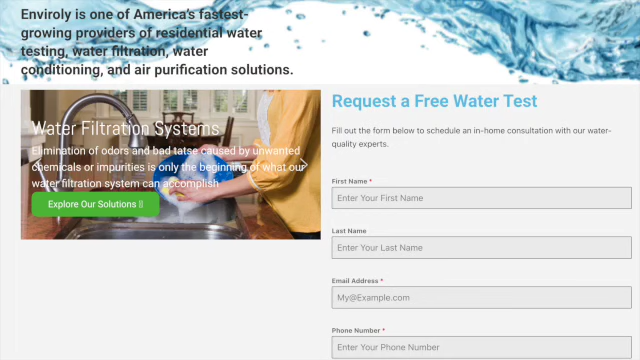 Enviroly is one of America's fastest-
growing providers of residential water
testing, water filtration, water
conditioning, and air purification solutions.
Water Filtration Systems
Elimination of odors and bad tatse caused by unwanted
chemicals or impurities is only the beginning of what our
water filtration system can accomplish
Explore Our Solutions
Request a Free Water Test
Fill out the form below to schedule an in-home consultation with our water-
quality experts.
First Name *
Enter Your First Name
Last Name
Enter Your Last Name
Email Address *
My@Example.com
Phone Number *
Enter Your Phone Number